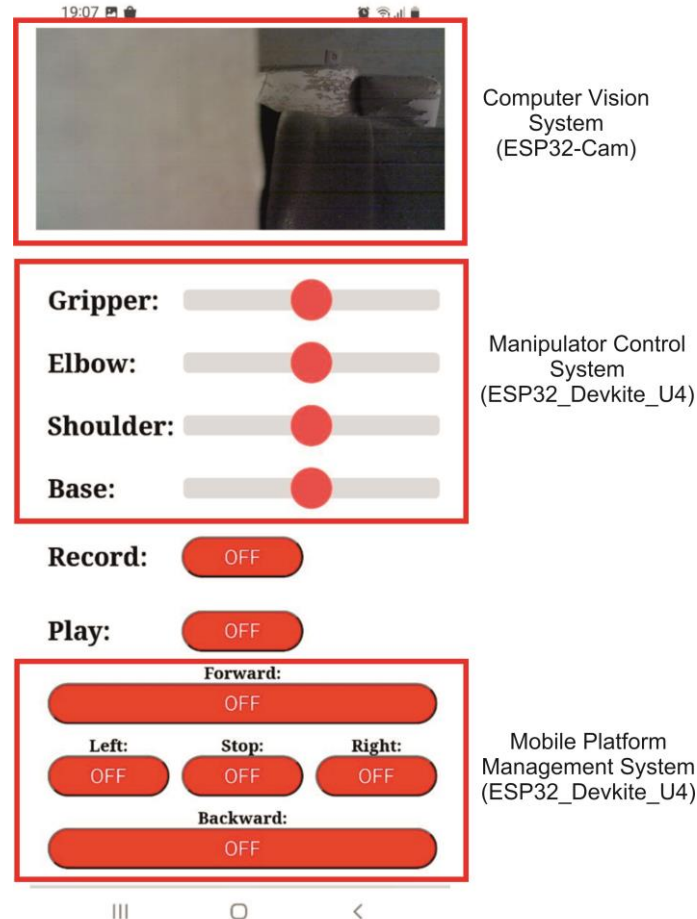 19:07
Computer Vision
System
(ESP32-Cam)
Gripper:
Elbow:
Shoulder:
Base:
Manipulator Control
System
(ESP32_Devkite_U4)
Record: OFF
Play: OFF
Forward:
OFF
Left: Stop: Right:
OFF OFF OFF
Backward:
OFF
Mobile Platform
Management System
(ESP32_Devkite_U4)